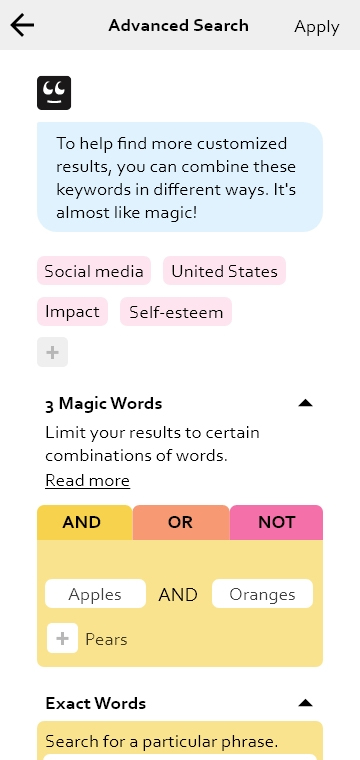 Advanced Search
Apply
To help find more customized
results, you can combine these
keywords in different ways. It's
almost like magic!
Social media
United States
Impact
Self-esteem
+
3 Magic Words
Limit your results to certain
combinations of words.
Read more
AND
OR
NOT
Apples
AND
Oranges
+
Pears
Exact Words
Search for a particular phrase.